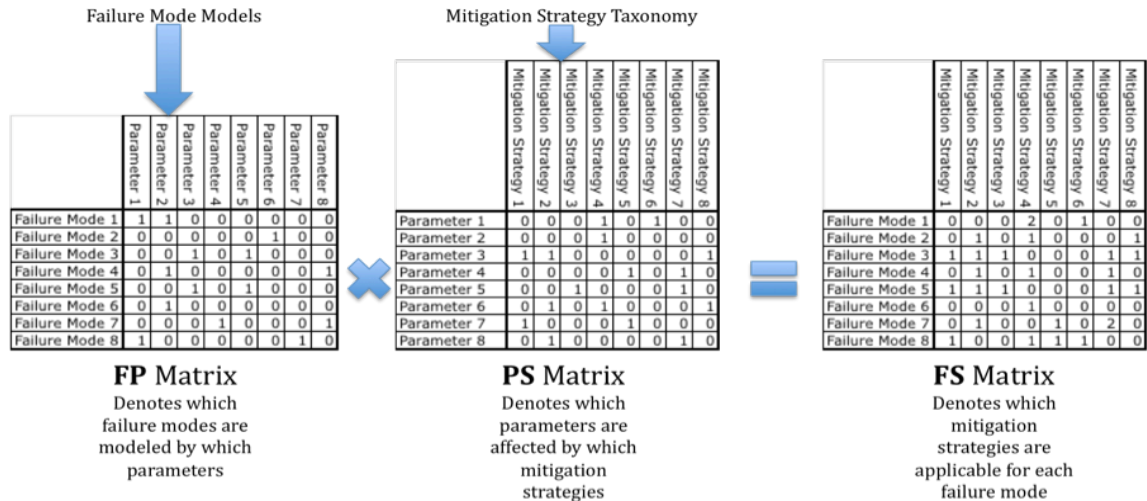 Failure Mode Models
Mitigation Strategy Taxonomy
Parameter 1
Parameter 2
Parameter 3
Parameter 4
Parameter 5
Parameter 6
Parameter 7
Parameter 8
Failure Mode 1 1 1 0 0 0 0 0 0
Failure Mode 2 0 0 0 0 0 1 0 0
Failure Mode 3 0 0 1 0 1 0 0 0
Failure Mode 4 0 1 0 0 0 0 0 1
Failure Mode 5 0 0 1 0 1 0 0 0
Failure Mode 6 0 1 0 0 0 0 0 0
Failure Mode 7 0 0 0 1 0 0 0 1
Failure Mode 8 1 0 0 0 0 0 1 0
FP Matrix
Denotes which
failure modes are
modeled by which
parameters
Mitigation Strategy 1
Mitigation Strategy 2
Mitigation Strategy 3
Mitigation Strategy 4
Mitigation Strategy 5
Mitigation Strategy 6
Mitigation Strategy 7
Mitigation Strategy 8
Parameter 1 0 0 0 1 0 1 0 0
Parameter 2 0 0 0 1 0 0 0 0
Parameter 3 1 1 0 0 0 0 0 1
Parameter 4 0 0 0 0 1 0 1 0
Parameter 5 0 0 1 0 0 0 1 0
Parameter 6 0 1 0 1 0 0 0 1
Parameter 7 1 0 0 0 1 0 0 0
Parameter 8 0 1 0 0 0 0 1 0
PS Matrix
Denotes which
parameters are
affected by which
mitigation
strategies
Mitigation Strategy 1
Mitigation Strategy 2
Mitigation Strategy 3
Mitigation Strategy 4
Mitigation Strategy 5
Mitigation Strategy 6
Mitigation Strategy 7
Mitigation Strategy 8
Failure Mode 1 0 0 0 2 0 1 0 0
Failure Mode 2 0 1 0 1 0 0 0 1
Failure Mode 3 1 1 1 0 0 0 1 1
Failure Mode 4 0 1 0 1 0 0 1 0
Failure Mode 5 1 1 1 0 0 0 1 1
Failure Mode 6 0 0 0 1 0 0 0 0
Failure Mode 7 0 1 0 0 1 0 2 0
Failure Mode 8 1 0 0 1 1 1 0 0
FS Matrix
Denotes which
mitigation
strategies are
applicable for each
failure mode